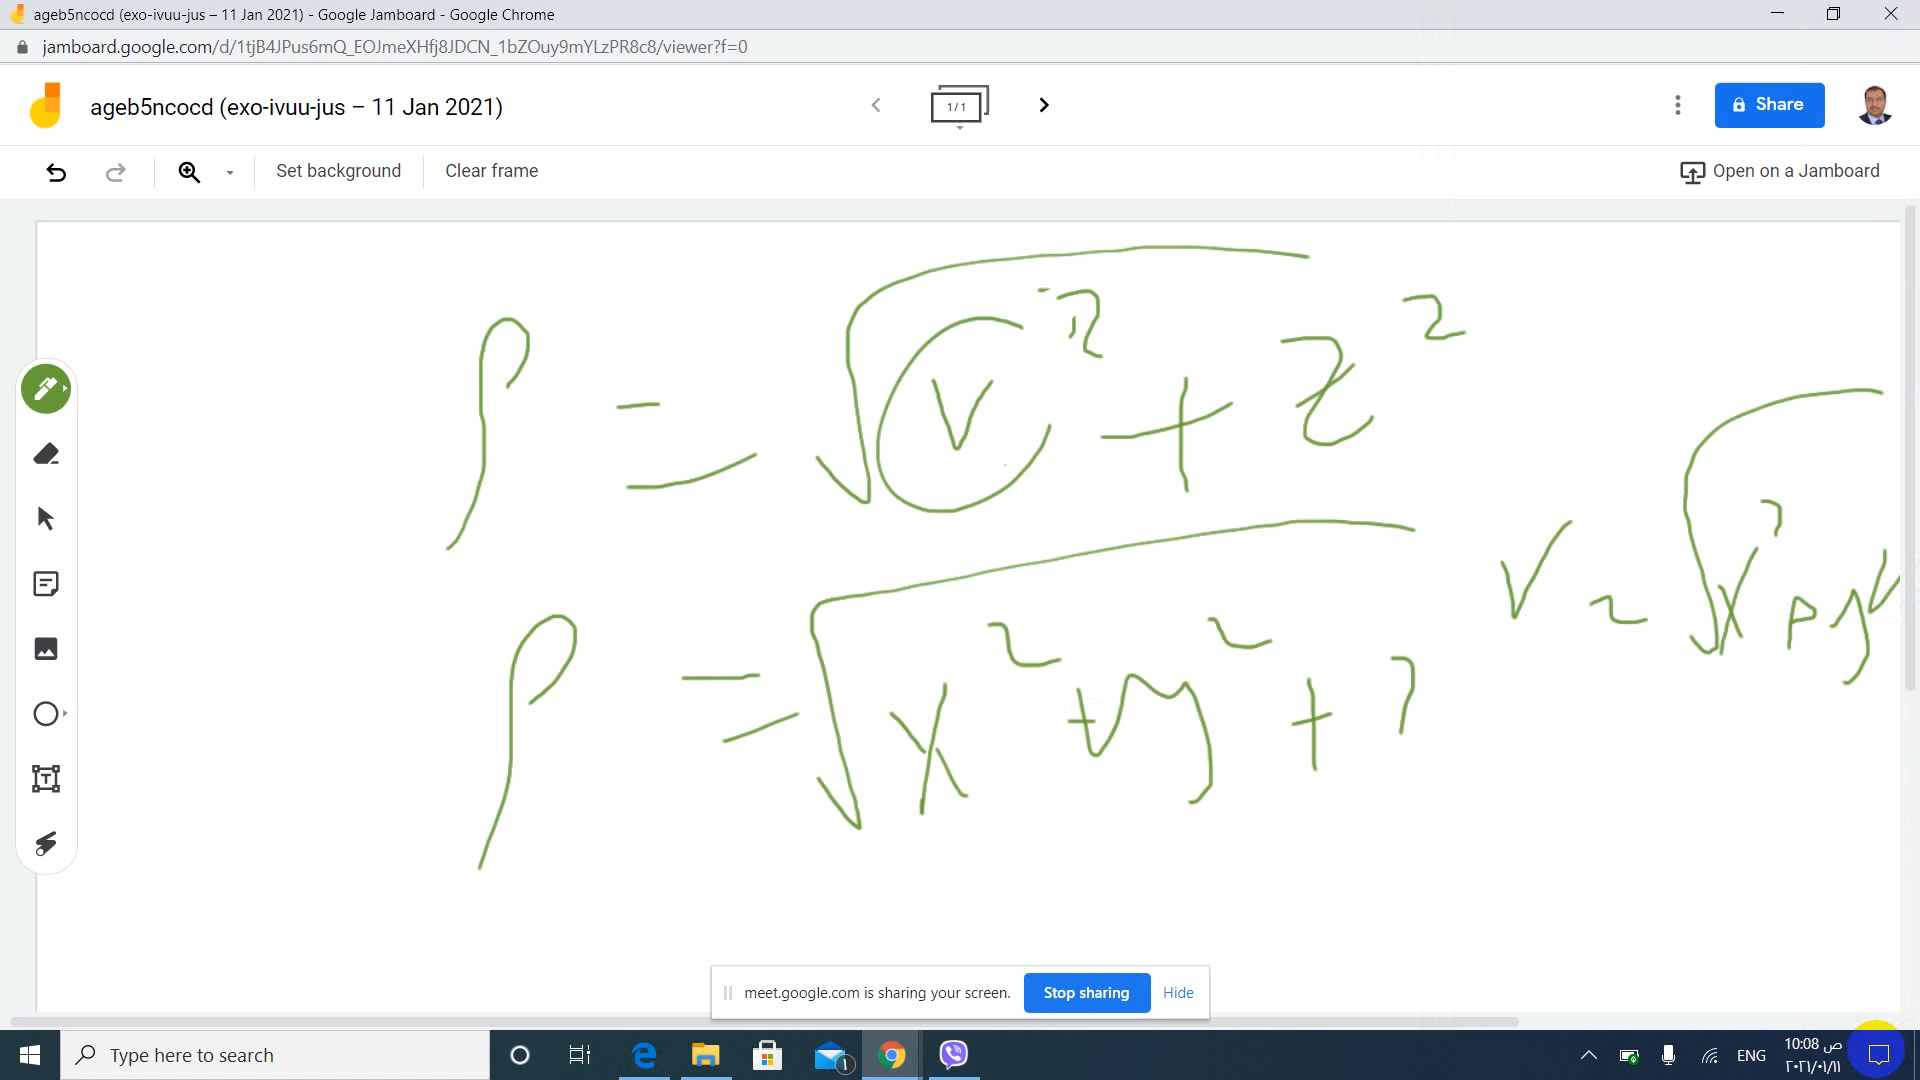 ageb5ncocd (exo-ivuu-jus – 11 Jan 2021) - Google Jamboard - Google Chrome
jamboard.google.com/d/1tjB4JPus6mQ_EOJmeXHfj8JDCN_1bZOuy9mYLzPR8c8/viewer?f=0
ageb5ncocd (exo-ivuu-jus – 11 Jan 2021)
1/1
Share
Set background
Clear frame
Open on a Jamboard
ρ = √r² + z²
r = √x²
ρ = √x² + y² +
meet.google.com is sharing your screen.
Stop sharing
Hide
Type here to search
١
ENG
10:08 ص
٢٠٢١/٠١/١١